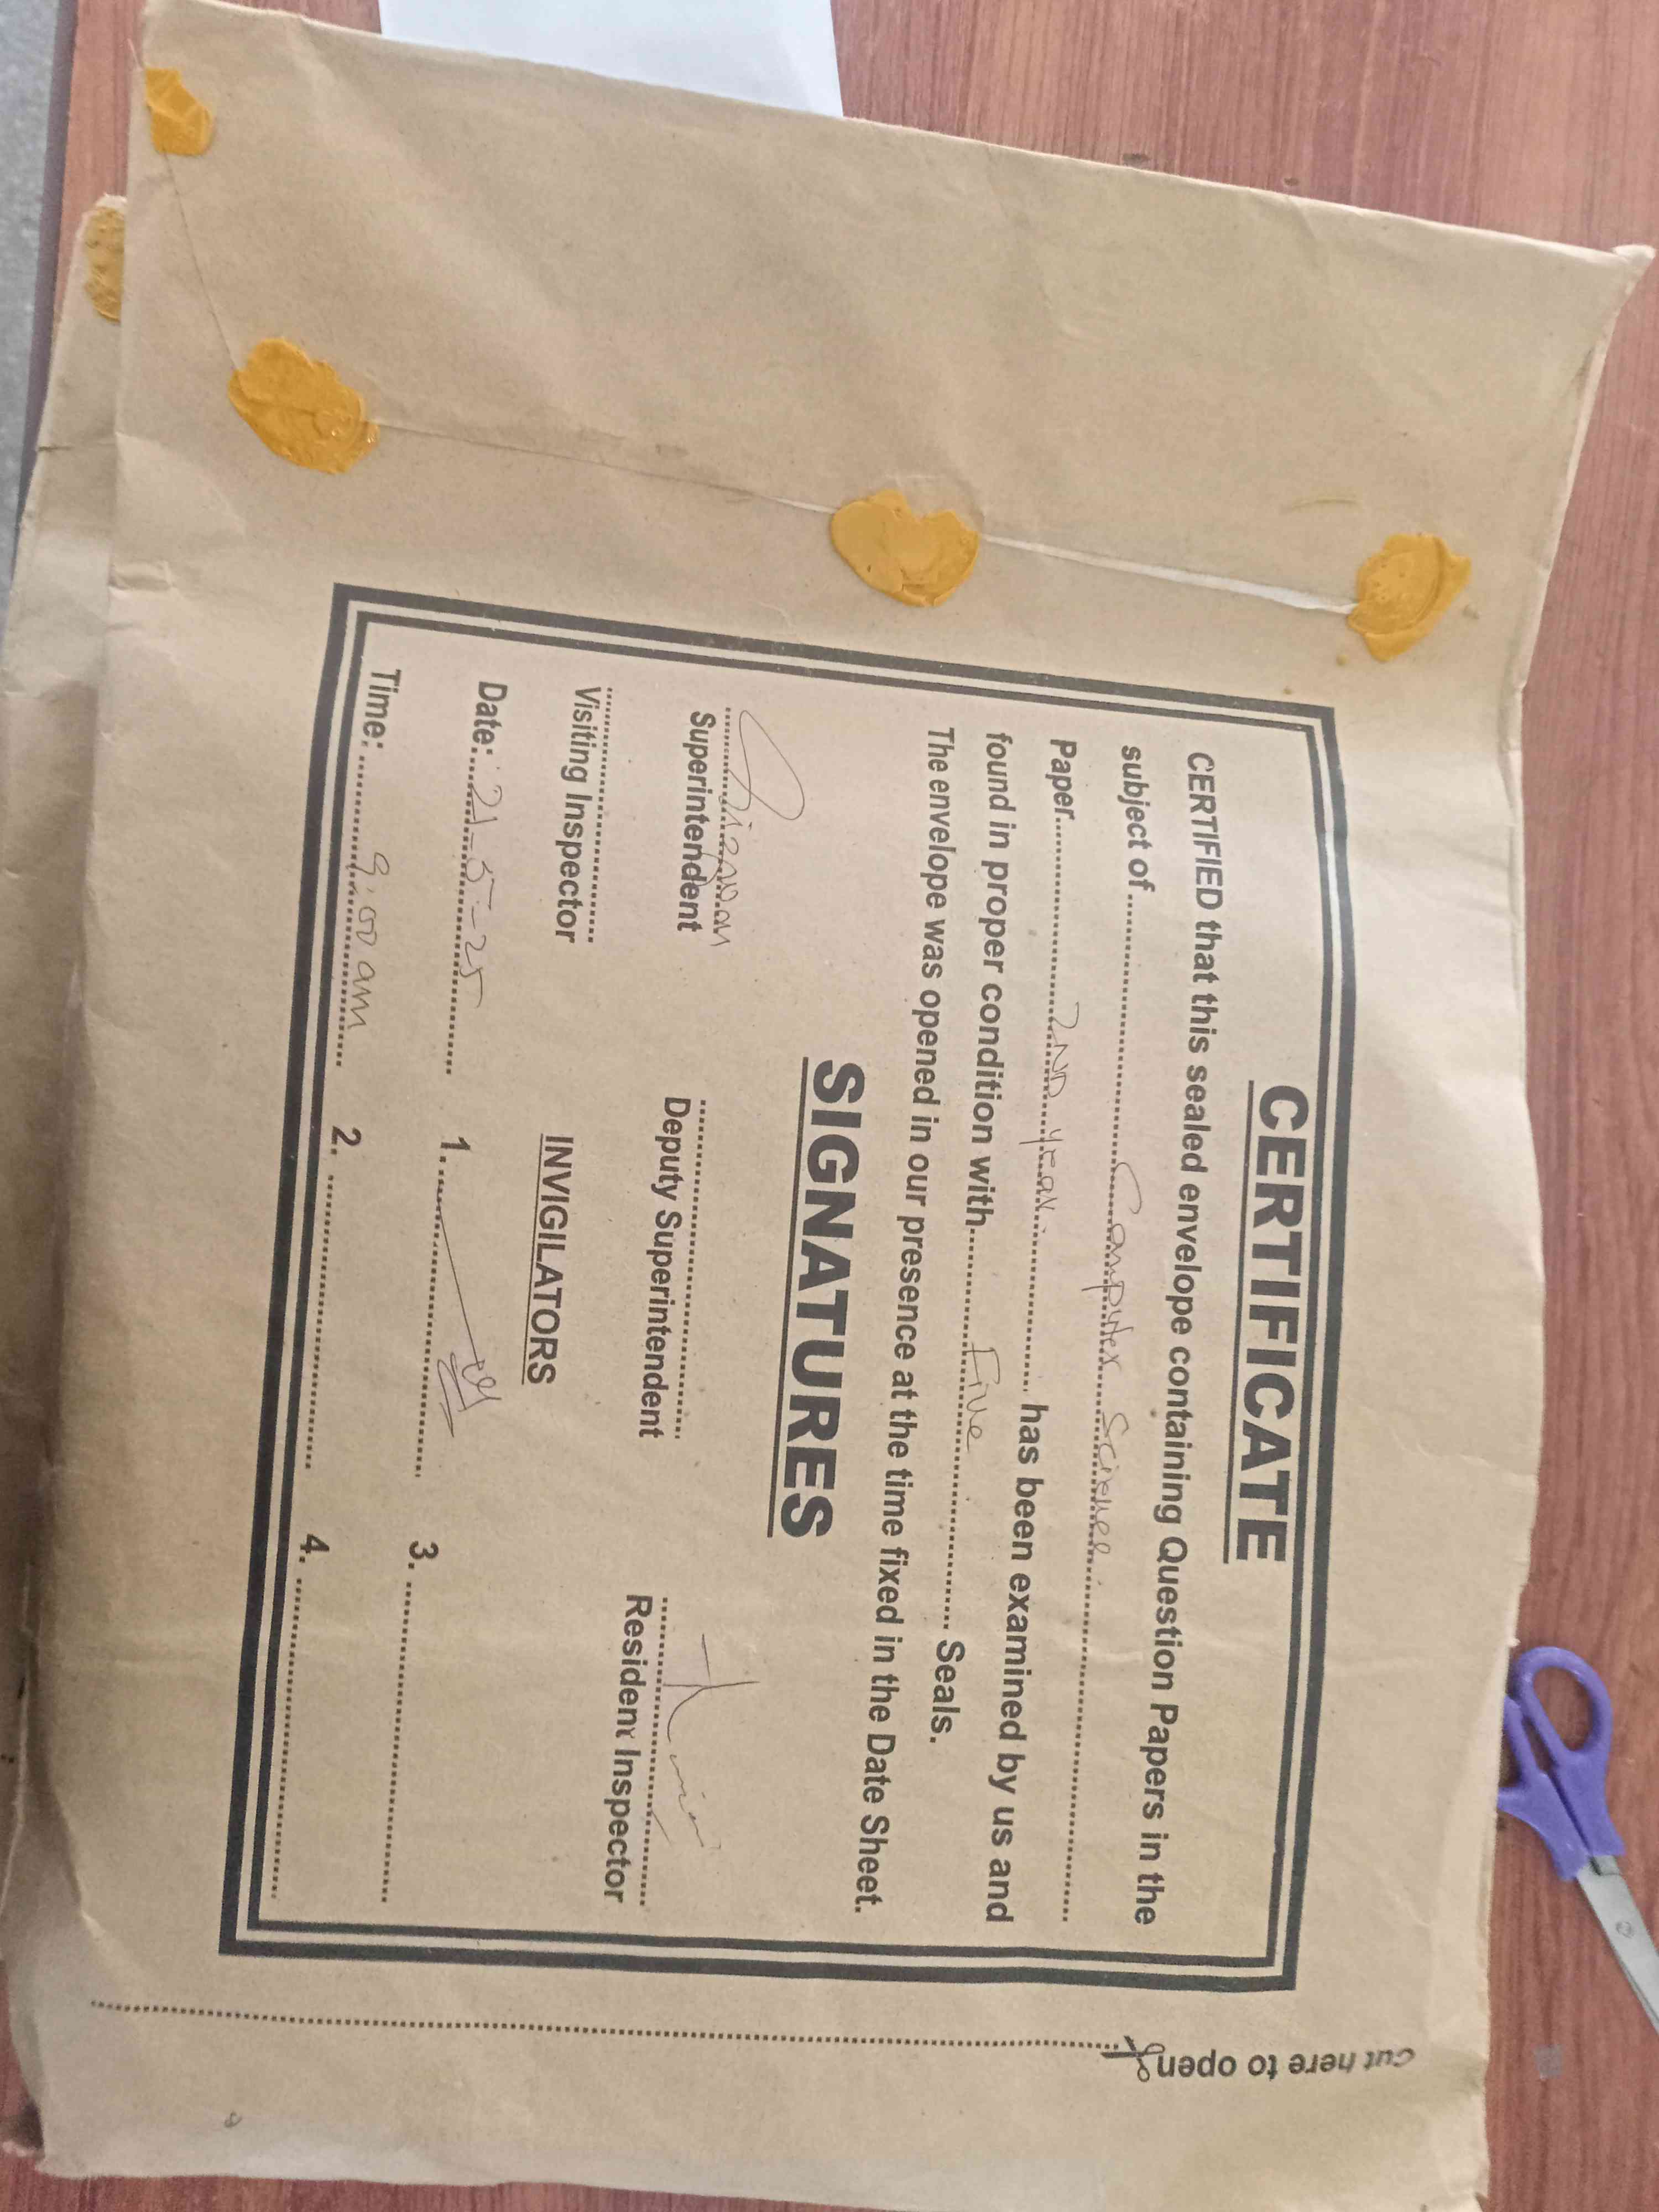 CERTIFICATE
CERTIFIED that this sealed envelope containing Question Papers in the
subject of............Computer Science............
Paper............2ND year............ has been examined by us and
found in proper condition with............Five............ Seals.
The envelope was opened in our presence at the time fixed in the Date Sheet.
SIGNATURES
Superintendent Deputy Superintendent Resident Inspector
Visiting Inspector INVIGILATORS
Date: 21-5-25 1. 3.
Time: 9:00 am 2. 4.
Cut here to open